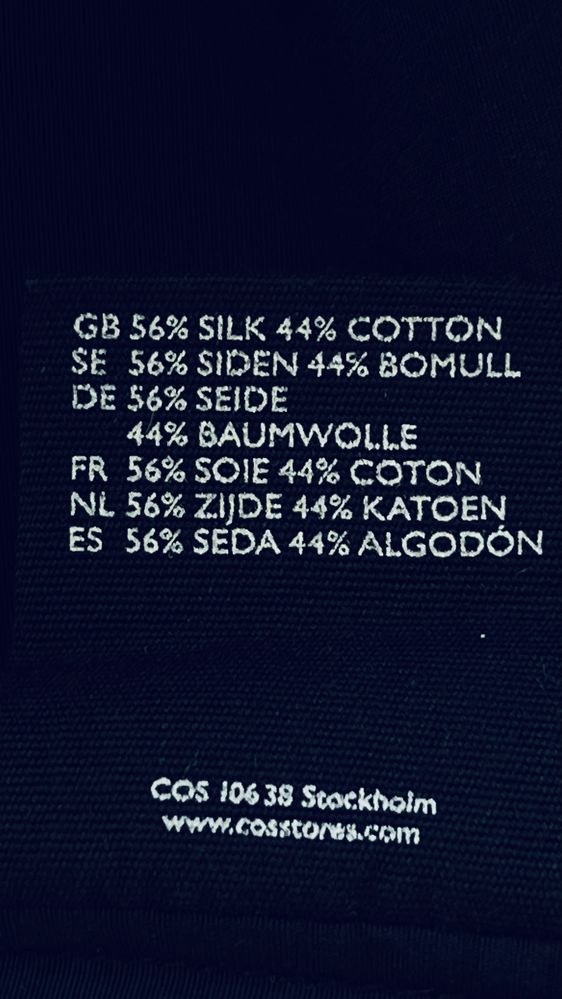 GB 56% SILK 44% COTTON
SE 56% SIDEN 44% BOMULL
DE 56% SEIDE
44% BAUMWOLLE
FR 56% SOIE 44% COTON
NL 56% ZIJDE 44% KATOEN
ES 56% SEDA 44% ALGODÓN
COS 106 38 Stockholm
www.cosstores.com